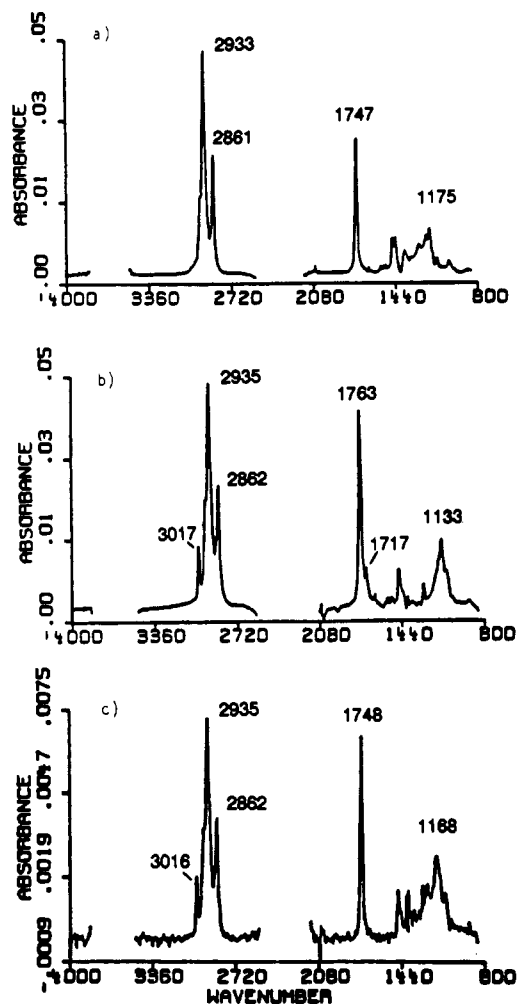 a)
2933
2861
1747
1175
ABSORBANCE
.05
.03
.01
.00
4000 3360 2720 2080 1440 800
b)
2935
2862
3017
1763
1717
1133
ABSORBANCE
.05
.03
.01
.00
4000 3360 2720 2080 1440 800
c)
2935
2862
3016
1748
1168
ABSORBANCE
.0075
.0047
.0019
-.0009
4000 3360 2720 2080 1440 800
WAVENUMBER